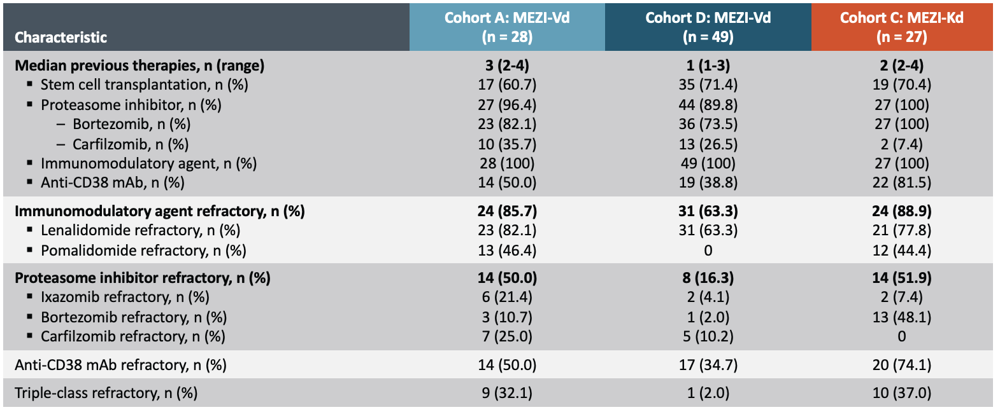 Characteristic Cohort A: MEZI-Vd (n = 28) Cohort D: MEZI-Vd (n = 49) Cohort C: MEZI-Kd (n = 27)
Median previous therapies, n (range) 3 (2-4) 1 (1-3) 2 (2-4)
▪ Stem cell transplantation, n (%) 17 (60.7) 35 (71.4) 19 (70.4)
▪ Proteasome inhibitor, n (%) 27 (96.4) 44 (89.8) 27 (100)
– Bortezomib, n (%) 23 (82.1) 36 (73.5) 27 (100)
– Carfilzomib, n (%) 10 (35.7) 13 (26.5) 2 (7.4)
▪ Immunomodulatory agent, n (%) 28 (100) 49 (100) 27 (100)
▪ Anti-CD38 mAb, n (%) 14 (50.0) 19 (38.8) 22 (81.5)
Immunomodulatory agent refractory, n (%) 24 (85.7) 31 (63.3) 24 (88.9)
▪ Lenalidomide refractory, n (%) 23 (82.1) 31 (63.3) 21 (77.8)
▪ Pomalidomide refractory, n (%) 13 (46.4) 0 12 (44.4)
Proteasome inhibitor refractory, n (%) 14 (50.0) 8 (16.3) 14 (51.9)
▪ Ixazomib refractory, n (%) 6 (21.4) 2 (4.1) 2 (7.4)
▪ Bortezomib refractory, n (%) 3 (10.7) 1 (2.0) 13 (48.1)
▪ Carfilzomib refractory, n (%) 7 (25.0) 5 (10.2) 0
Anti-CD38 mAb refractory, n (%) 14 (50.0) 17 (34.7) 20 (74.1)
Triple-class refractory, n (%) 9 (32.1) 1 (2.0) 10 (37.0)